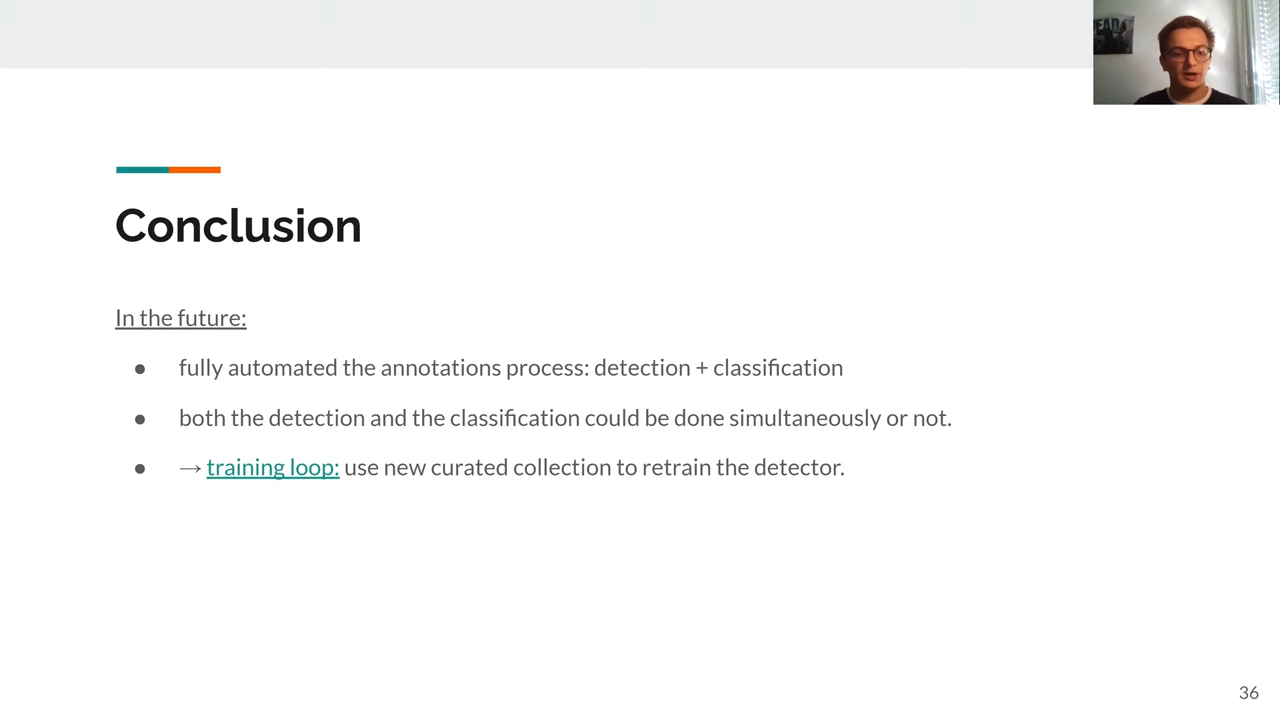 Conclusion
In the future:
● fully automated the annotations process: detection + classification
● both the detection and the classification could be done simultaneously or not.
● → training loop: use new curated collection to retrain the detector.
36